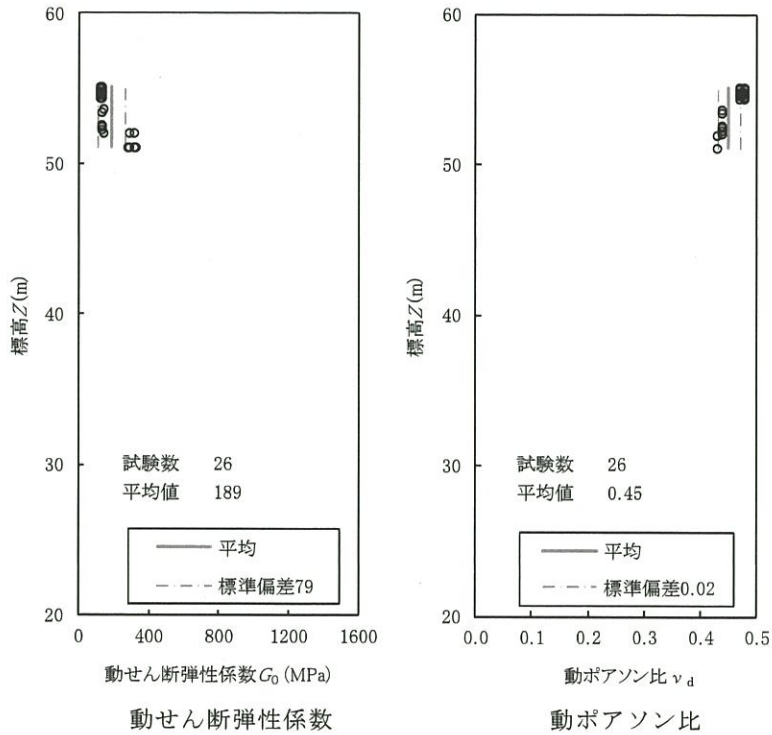 60
50
40
30
20
標高Z(m)
試験数 26
平均値 189
平均
標準偏差79
0 400 800 1200 1600
動せん断弾性係数G₀(MPa)
動せん断弾性係数
60
50
40
30
20
標高Z(m)
試験数 26
平均値 0.45
平均
標準偏差0.02
0.0 0.1 0.2 0.3 0.4 0.5
動ポアソン比 ν d
動ポアソン比